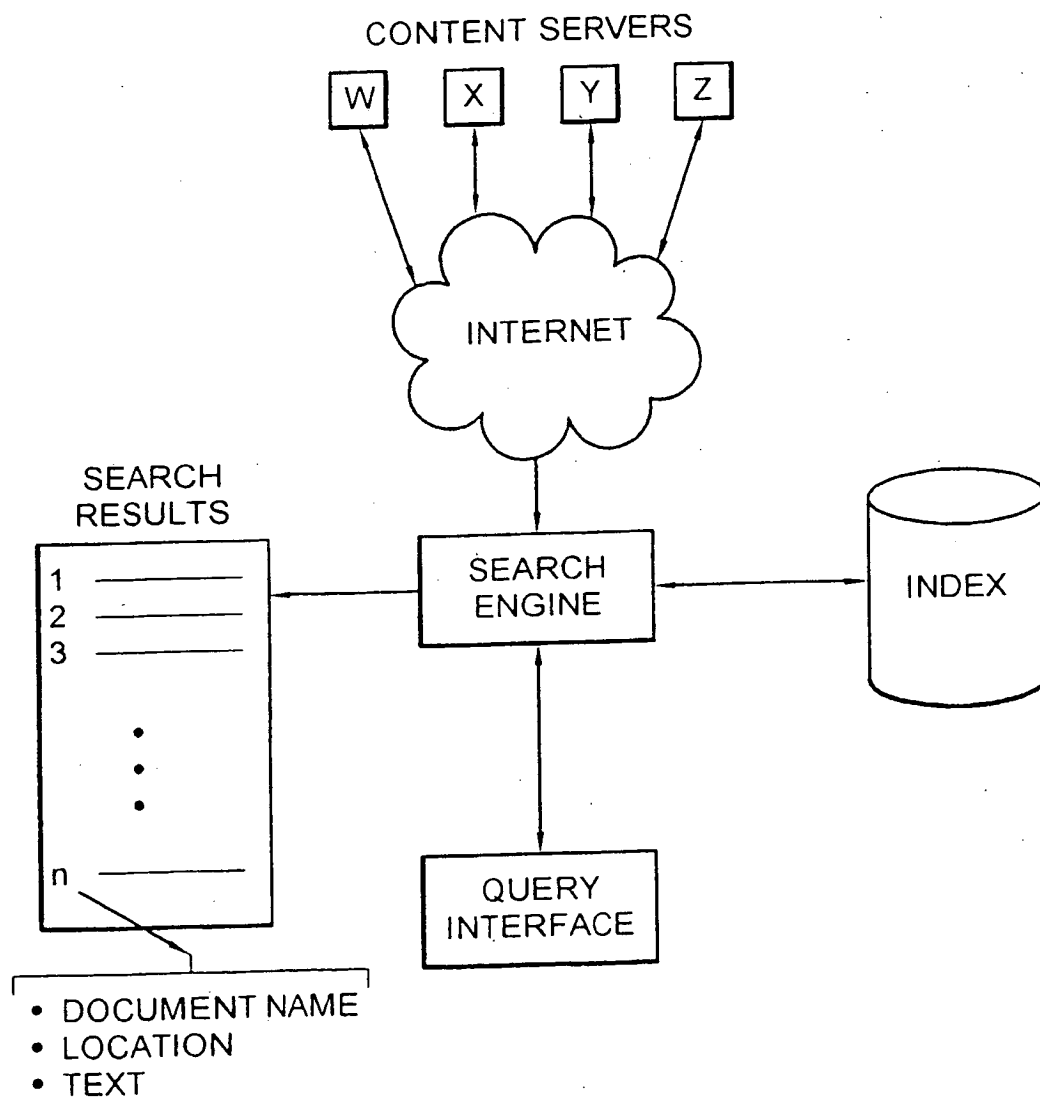 CONTENT SERVERS
W X Y Z
INTERNET
SEARCH
RESULTS
1
2
3
n
SEARCH
ENGINE
INDEX
QUERY
INTERFACE
• DOCUMENT NAME
• LOCATION
• TEXT